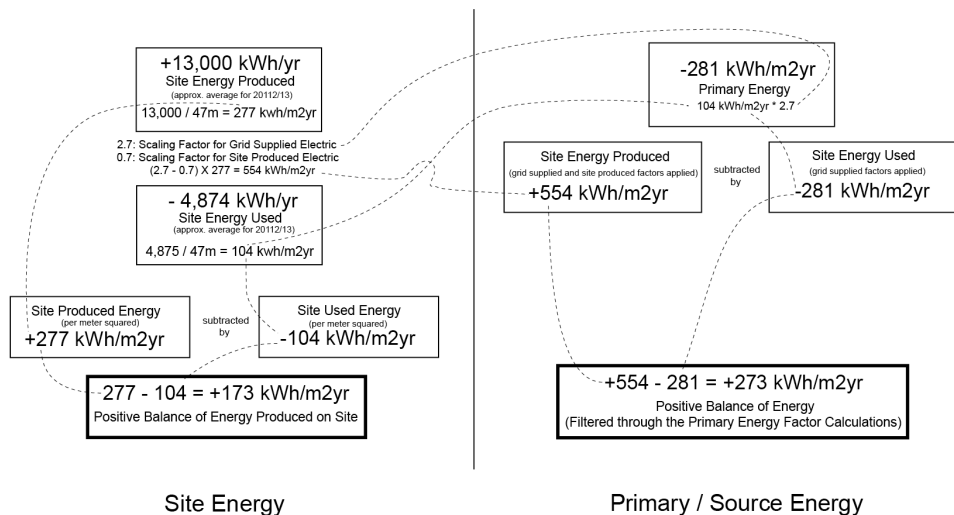 +13,000 kWh/yr
Site Energy Produced
(approx. average for 20112/13)
13,000 / 47m = 277 kwh/m2yr
2.7: Scaling Factor for Grid Supplied Electric
0.7: Scaling Factor for Site Produced Electric
(2.7 - 0.7) X 277 = 554 kWh/m2yr
- 4,874 kWh/yr
Site Energy Used
(approx. average for 20112/13)
4,875 / 47m = 104 kwh/m2yr
Site Produced Energy
(per meter squared)
+277 kWh/m2yr
subtracted
by
Site Used Energy
(per meter squared)
-104 kWh/m2yr
277 - 104 = +173 kWh/m2yr
Positive Balance of Energy Produced on Site
Site Energy
-281 kWh/m2yr
Primary Energy
104 kWh/m2yr * 2.7
Site Energy Produced
(grid supplied and site produced factors applied)
+554 kWh/m2yr
subtracted
by
Site Energy Used
(grid supplied factors applied)
-281 kWh/m2yr
+554 - 281 = +273 kWh/m2yr
Positive Balance of Energy
(Filtered through the Primary Energy Factor Calculations)
Primary / Source Energy